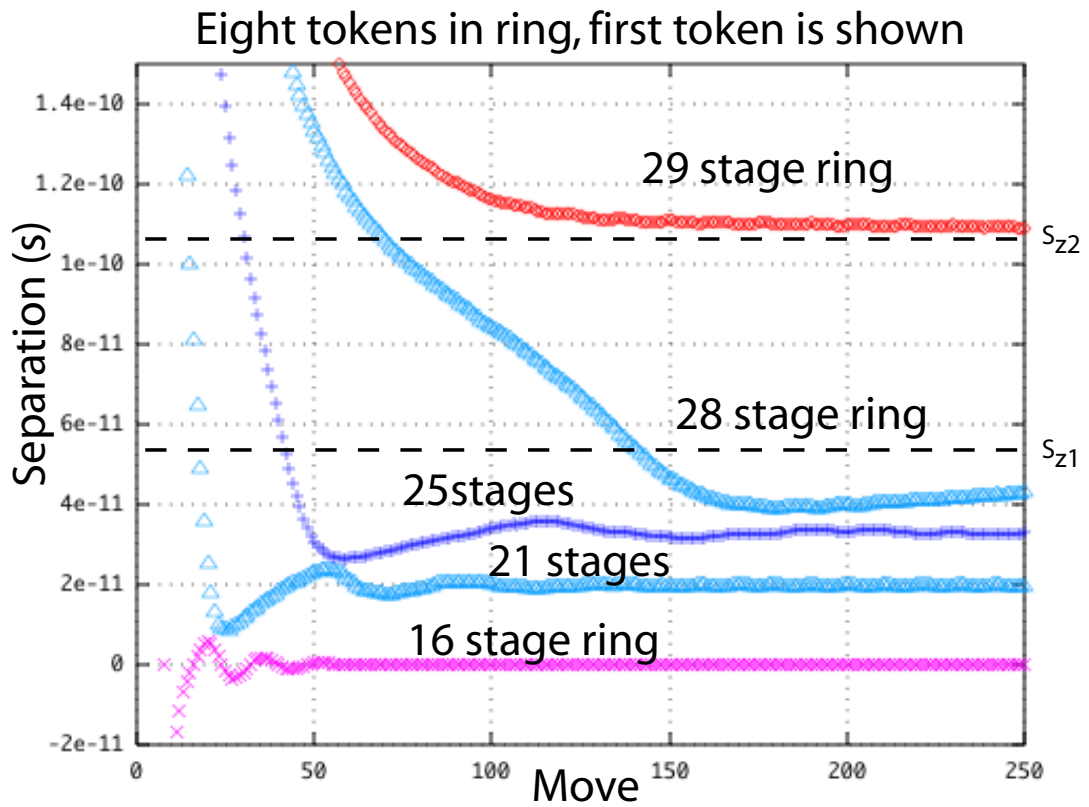 Eight tokens in ring, first token is shown
1.4e-10
1.2e-10
1e-10
8e-11
6e-11
4e-11
2e-11
0
-2e-11
Separation (s)
29 stage ring
sz2
28 stage ring
sz1
25stages
21 stages
16 stage ring
0
50
100
150
200
250
Move